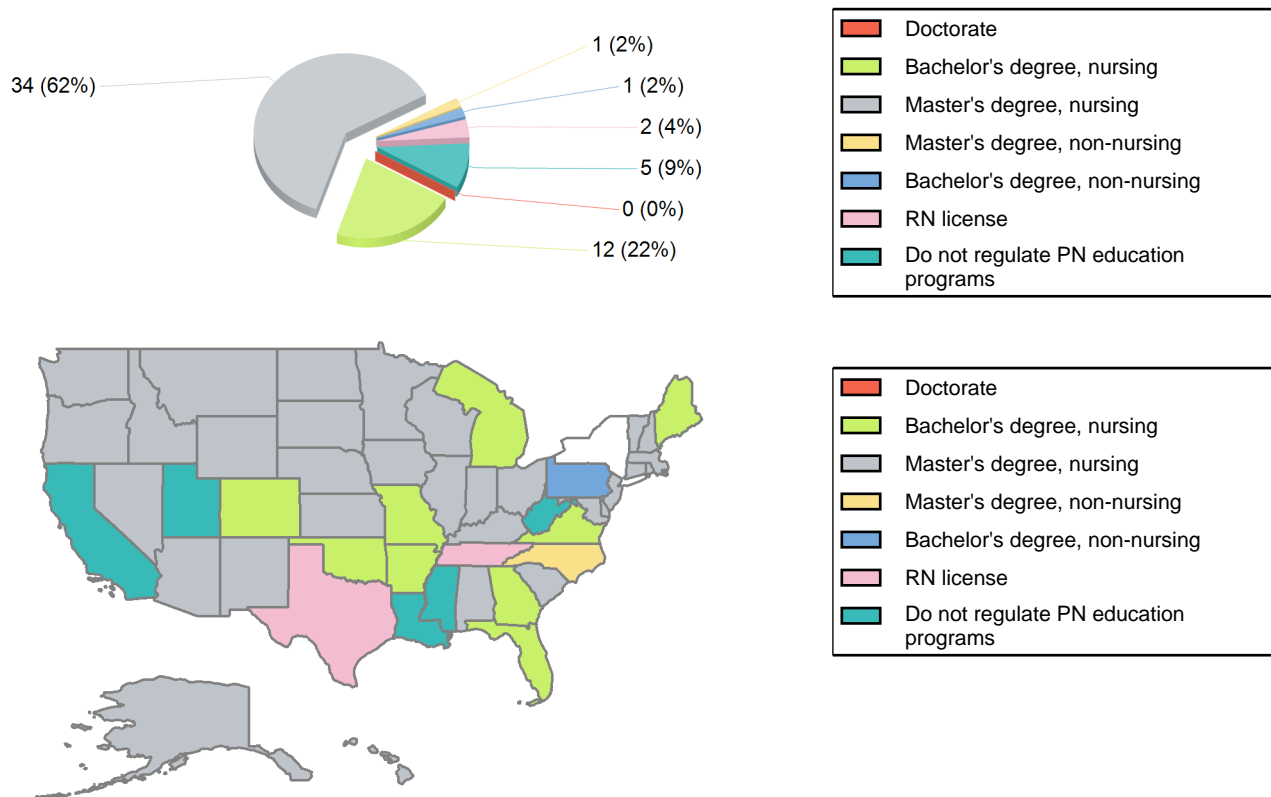 1 (2%)
34 (62%)
1 (2%)
2 (4%)
5 (9%)
0 (0%)
12 (22%)
Doctorate
Bachelor's degree, nursing
Master's degree, nursing
Master's degree, non-nursing
Bachelor's degree, non-nursing
RN license
Do not regulate PN education
programs
Doctorate
Bachelor's degree, nursing
Master's degree, nursing
Master's degree, non-nursing
Bachelor's degree, non-nursing
RN license
Do not regulate PN education
programs